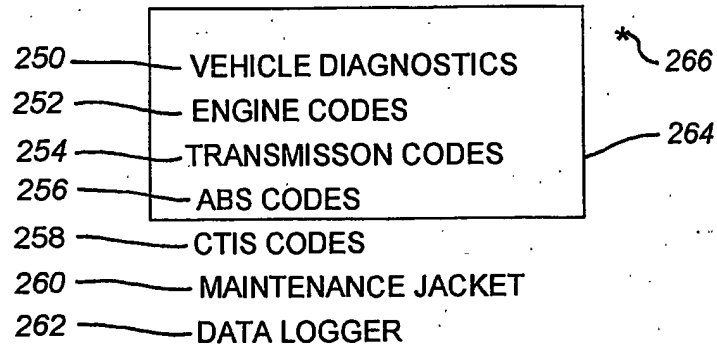 250 VEHICLE DIAGNOSTICS * 266
252 ENGINE CODES
254 TRANSMISSON CODES 264
256 ABS CODES
258 CTIS CODES
260 MAINTENANCE JACKET
262 DATA LOGGER